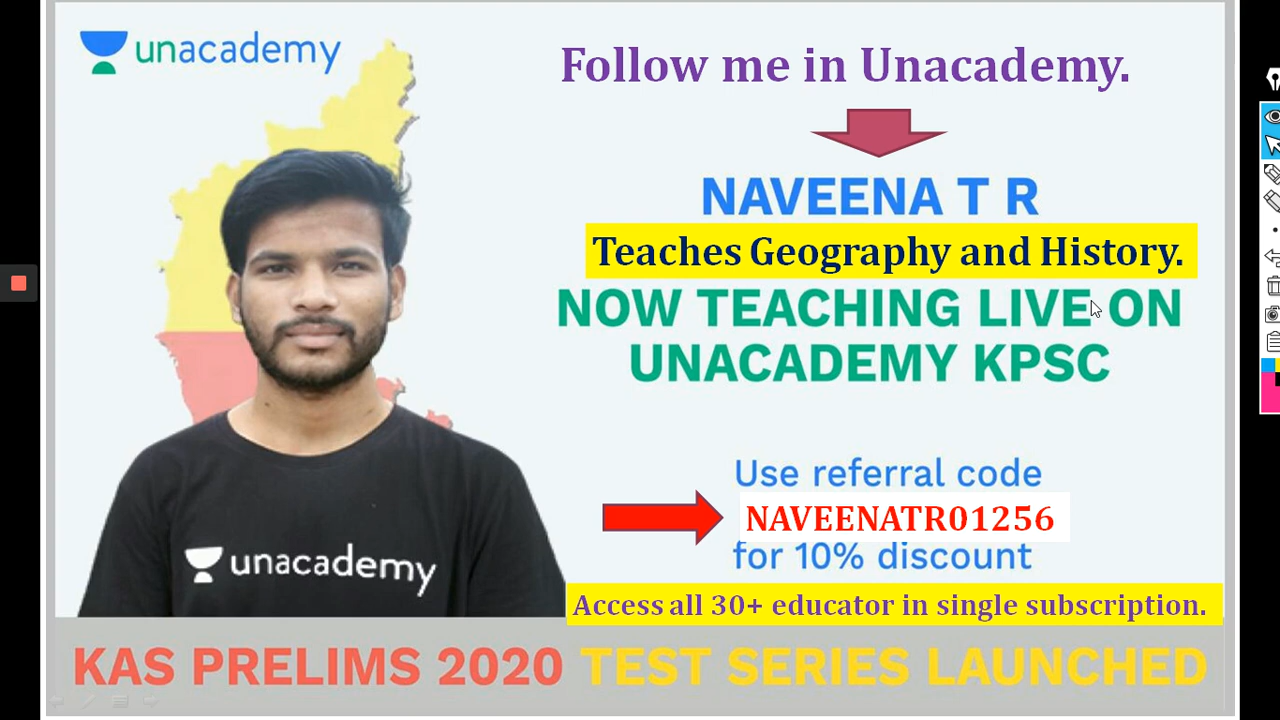 unacademy
Follow me in Unacademy.
NAVEENA T R
Teaches Geography and History.
NOW TEACHING LIVE ON
UNACADEMY KPSC
Use referral code
NAVEENATR01256
for 10% discount
unacademy
Access all 30+ educator in single subscription.
KAS PRELIMS 2020 TEST SERIES LAUNCHED